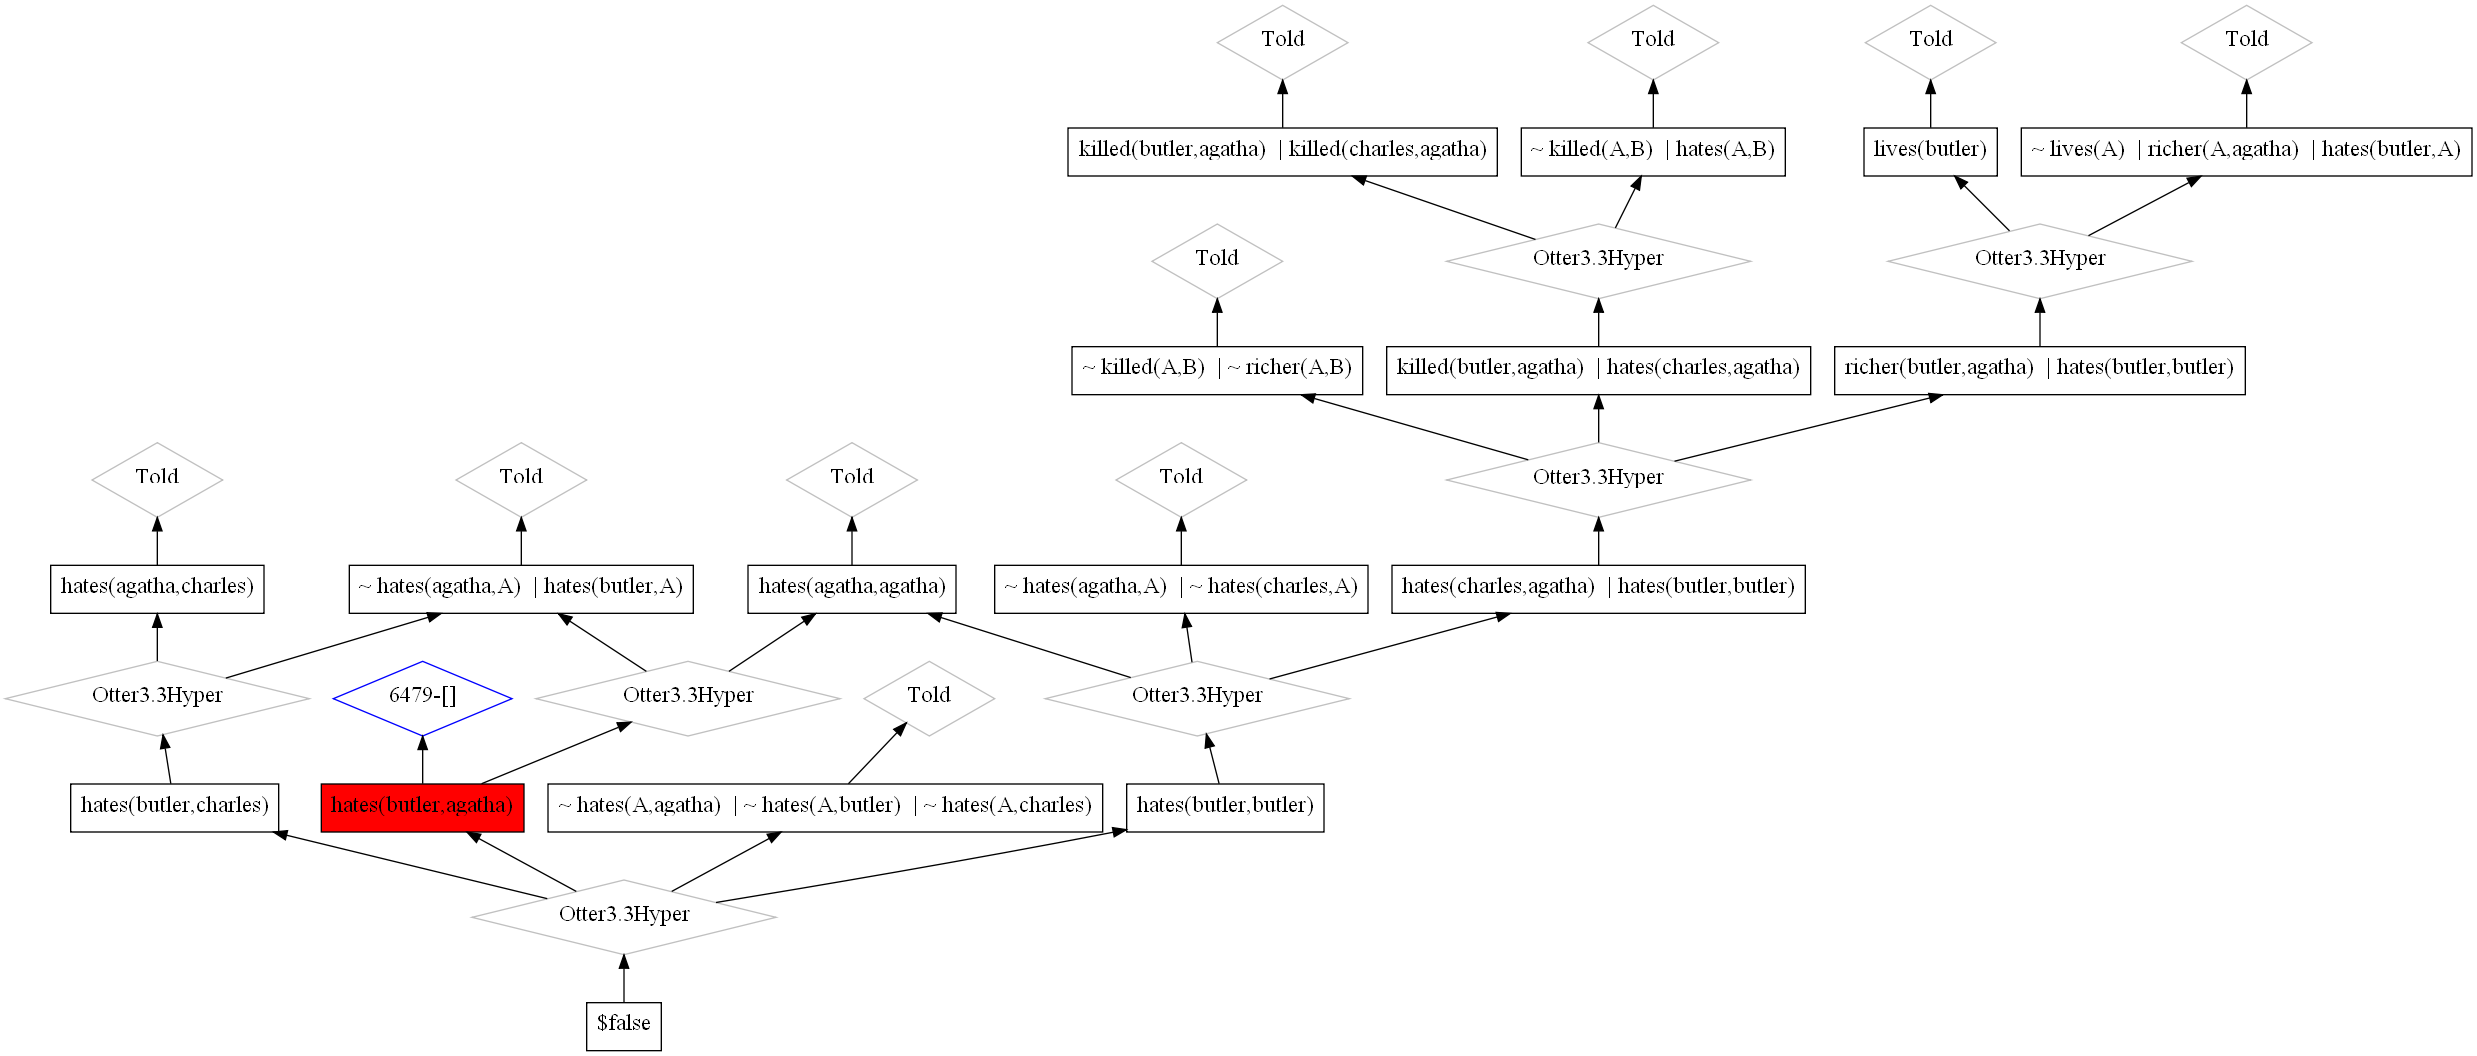 Told
Told
Told
Told
killed(butler,agatha) | killed(charles,agatha)
~ killed(A,B) | hates(A,B)
lives(butler)
~ lives(A) | richer(A,agatha) | hates(butler,A)
Told
Otter3.3Hyper
Otter3.3Hyper
~ killed(A,B) | ~ richer(A,B)
killed(butler,agatha) | hates(charles,agatha)
richer(butler,agatha) | hates(butler,butler)
Told
Told
Told
Told
Otter3.3Hyper
hates(agatha,charles)
~ hates(agatha,A) | hates(butler,A)
hates(agatha,agatha)
~ hates(agatha,A) | ~ hates(charles,A)
hates(charles,agatha) | hates(butler,butler)
Otter3.3Hyper
6479-[]
Otter3.3Hyper
Told
Otter3.3Hyper
hates(butler,charles)
hates(butler,agatha)
~ hates(A,agatha) | ~ hates(A,butler) | ~ hates(A,charles)
hates(butler,butler)
Otter3.3Hyper
$false